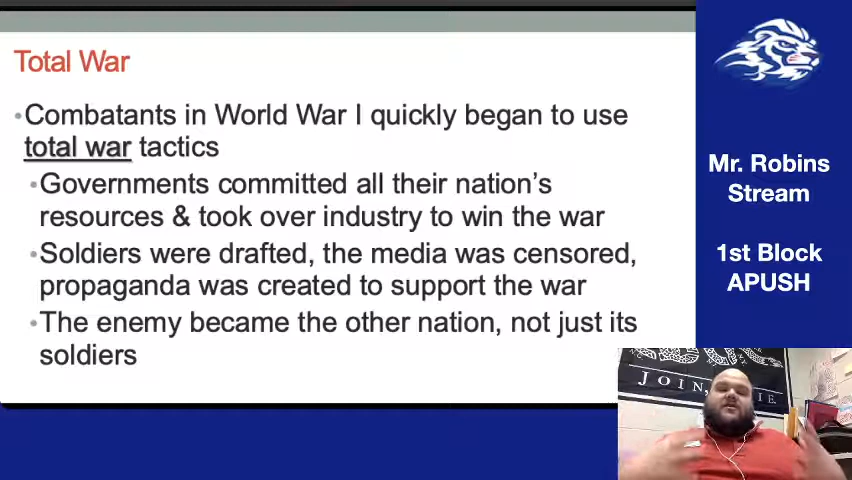 Total War
•Combatants in World War I quickly began to use
total war tactics
•Governments committed all their nation's
resources & took over industry to win the war
•Soldiers were drafted, the media was censored,
propaganda was created to support the war
•The enemy became the other nation, not just its
soldiers
Mr. Robins
Stream
1st Block
APUSH
JOIN,
IE.